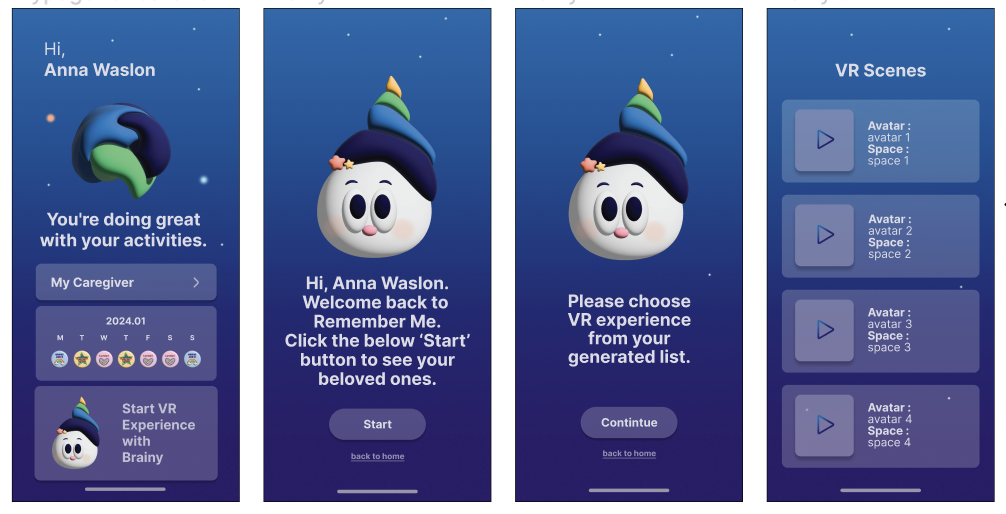 Hi,
Anna Waslon
You're doing great
with your activities.
My Caregiver
2024.01
M T W T F S S
Start VR
Experience
with
Brainy
Hi, Anna Waslon.
Welcome back to
Remember Me.
Click the below ‘Start’
button to see your
beloved ones.
Start
back to home
Please choose
VR experience
from your
generated list.
Contintue
back to home
VR Scenes
Avatar :
avatar 1
Space :
space 1
Avatar :
avatar 2
Space :
space 2
Avatar :
avatar 3
Space :
space 3
Avatar :
avatar 4
Space :
space 4